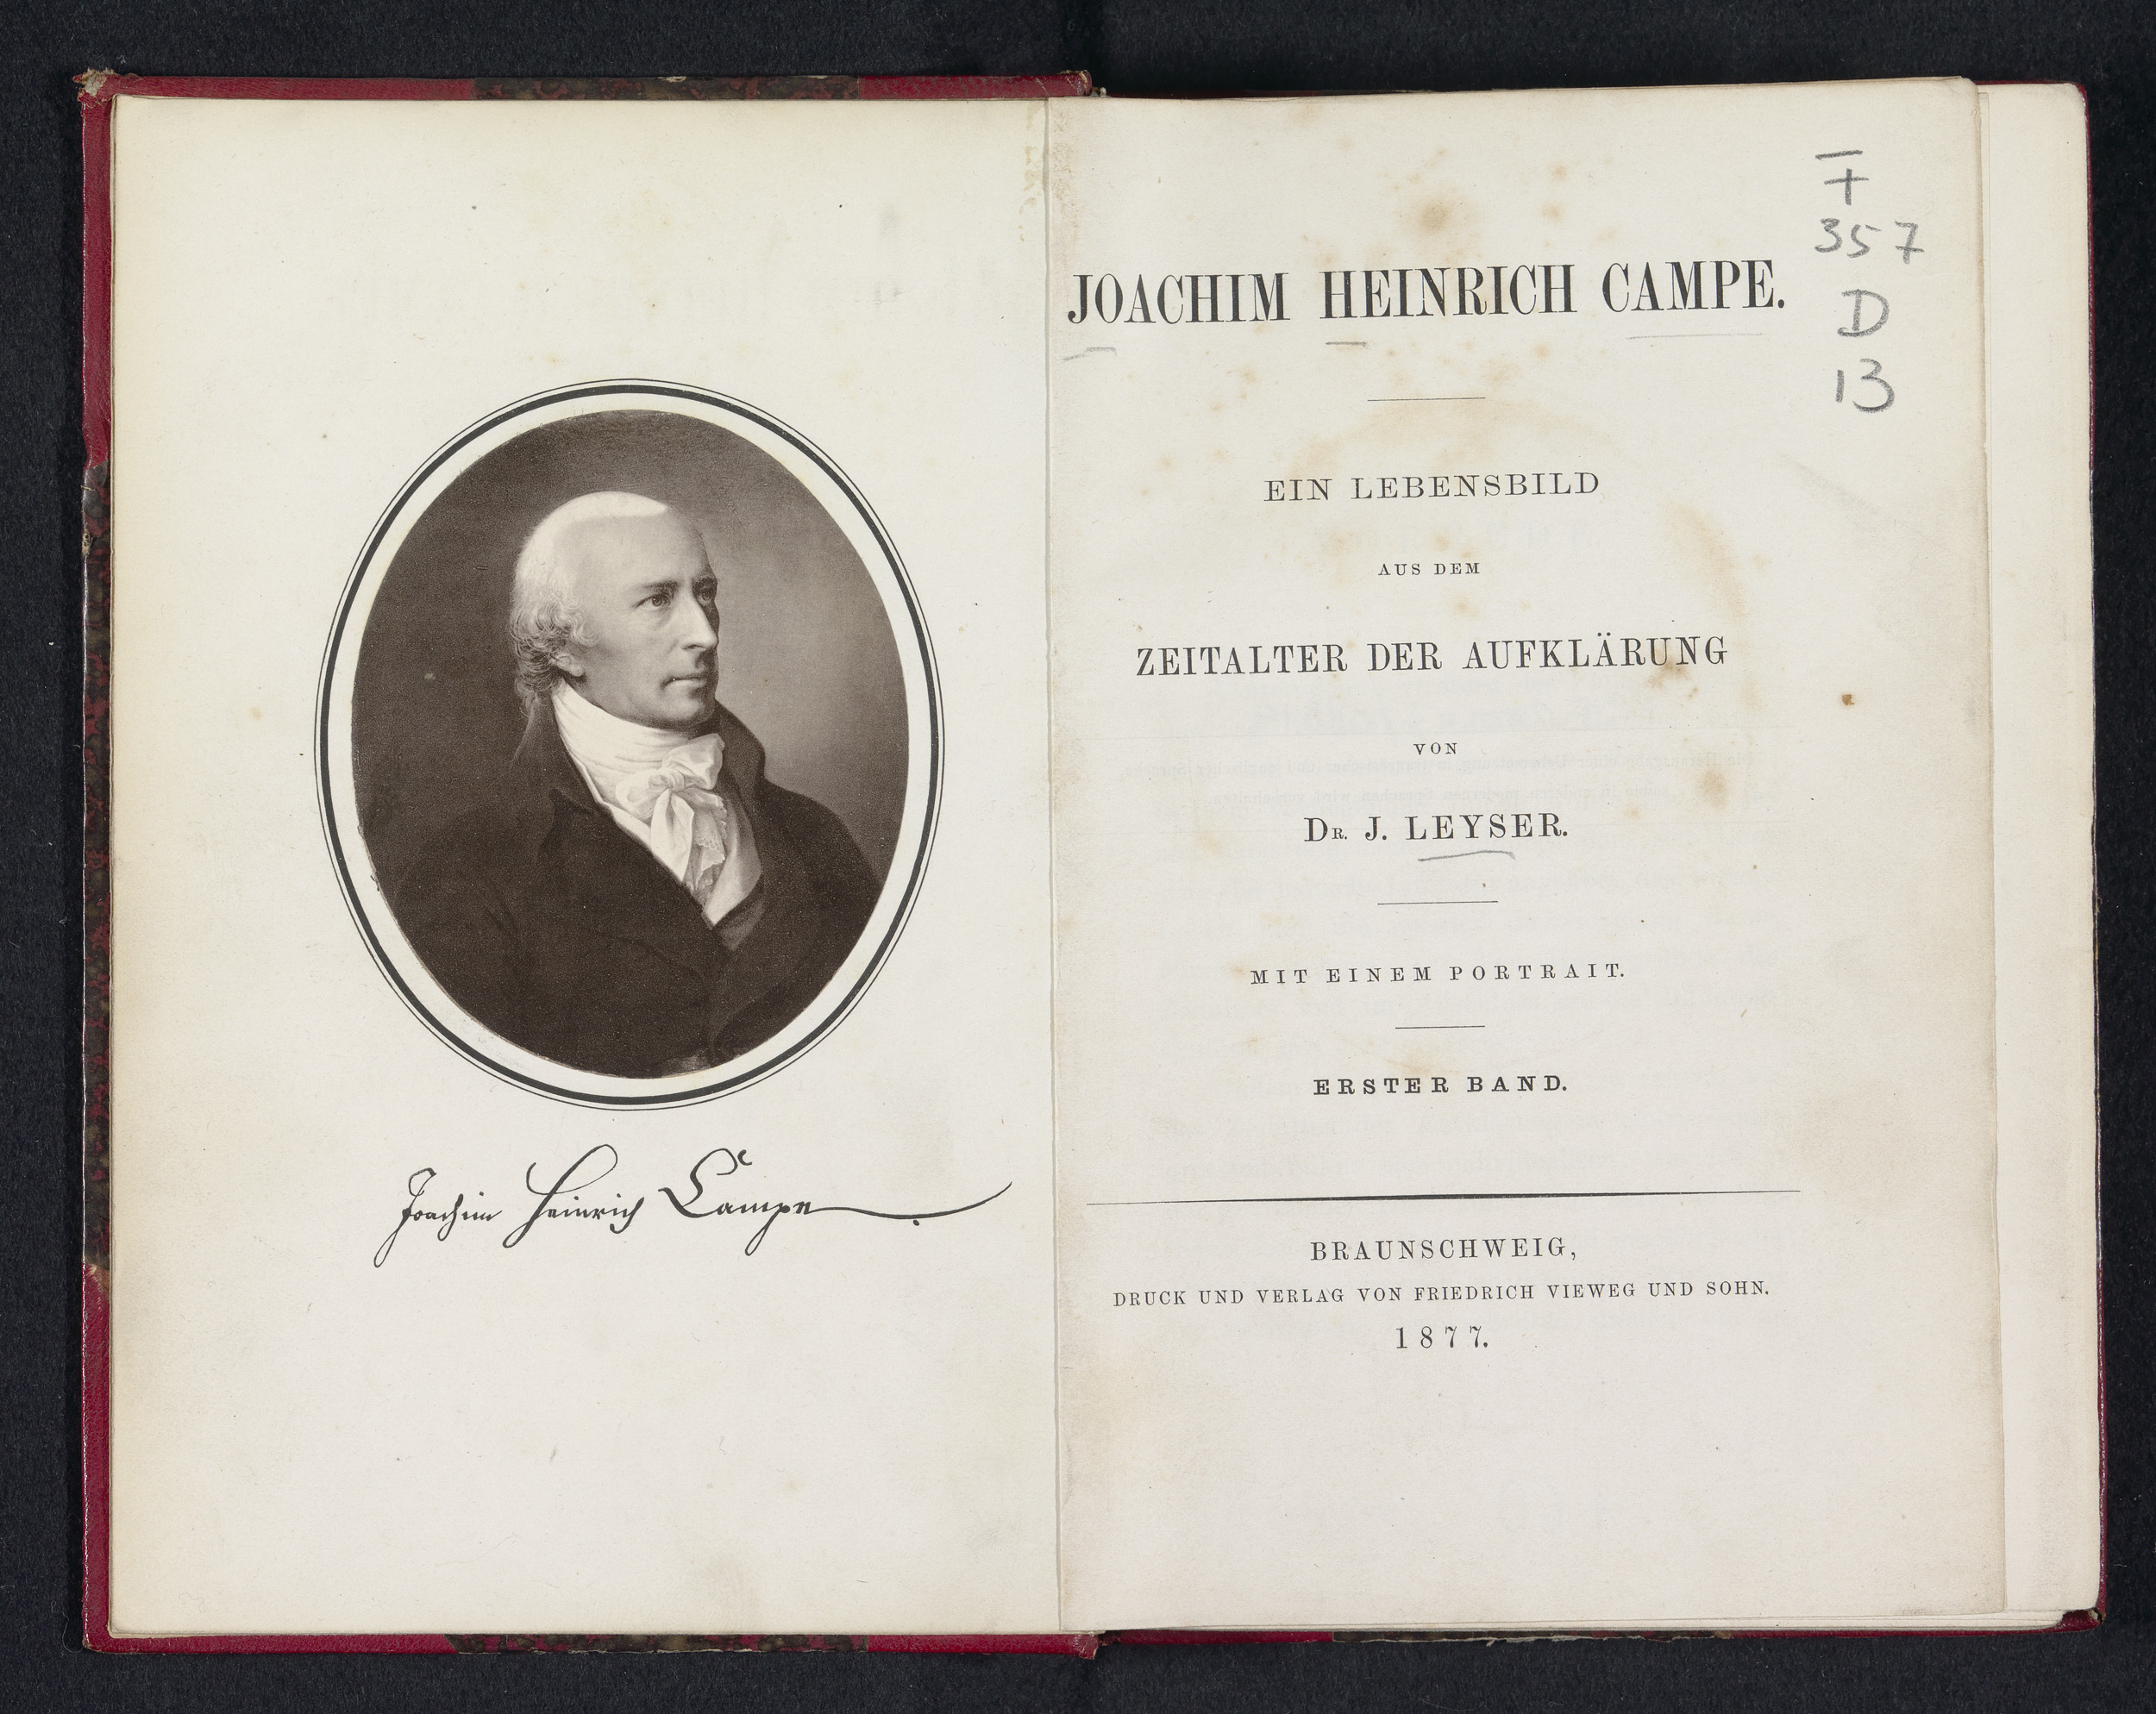 Joachim Heinrich Campe
T
357
D
13
JOACHIM HEINRICH CAMPE.
EIN LEBENSBILD
AUS DEM
ZEITALTER DER AUFKLÄRUNG
VON
DR. J. LEYSER.
MIT EINEM PORTRAIT.
ERSTER BAND.
BRAUNSCHWEIG,
DRUCK UND VERLAG VON FRIEDRICH VIEWEG UND SOHN.
1877.